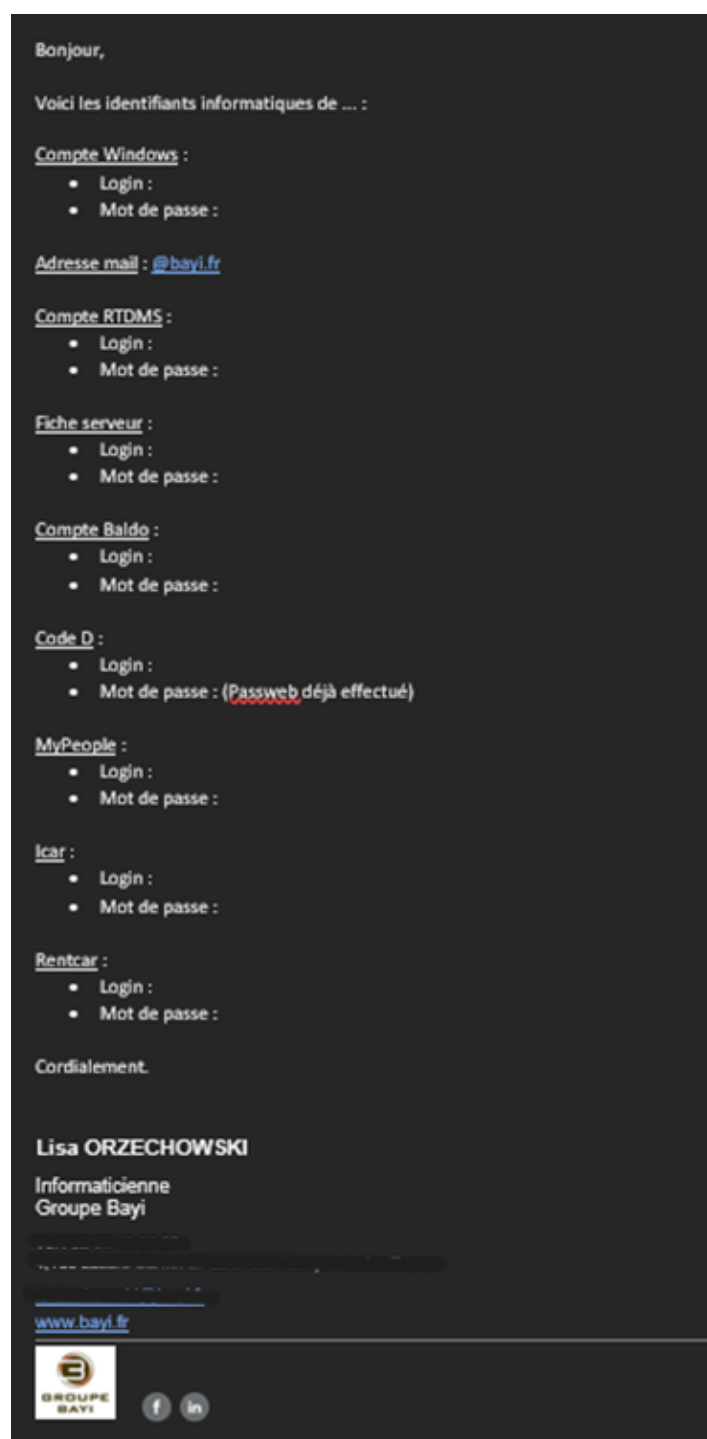 Bonjour,
Voici les identifiants informatiques de ... :
Compte Windows :
• Login :
• Mot de passe :
Adresse mail : @bayi.fr
Compte RTDMS :
• Login :
• Mot de passe :
Fiche serveur :
• Login :
• Mot de passe :
Compte Baldo :
• Login :
• Mot de passe :
Code D :
• Login :
• Mot de passe : (Passweb déjà effectué)
MyPeople :
• Login :
• Mot de passe :
Icar :
• Login :
• Mot de passe :
Rentcar :
• Login :
• Mot de passe :
Cordialement.
Lisa ORZECHOWSKI
Informaticienne
Groupe Bayi
www.bayi.fr
GROUPE
BAYI
f in